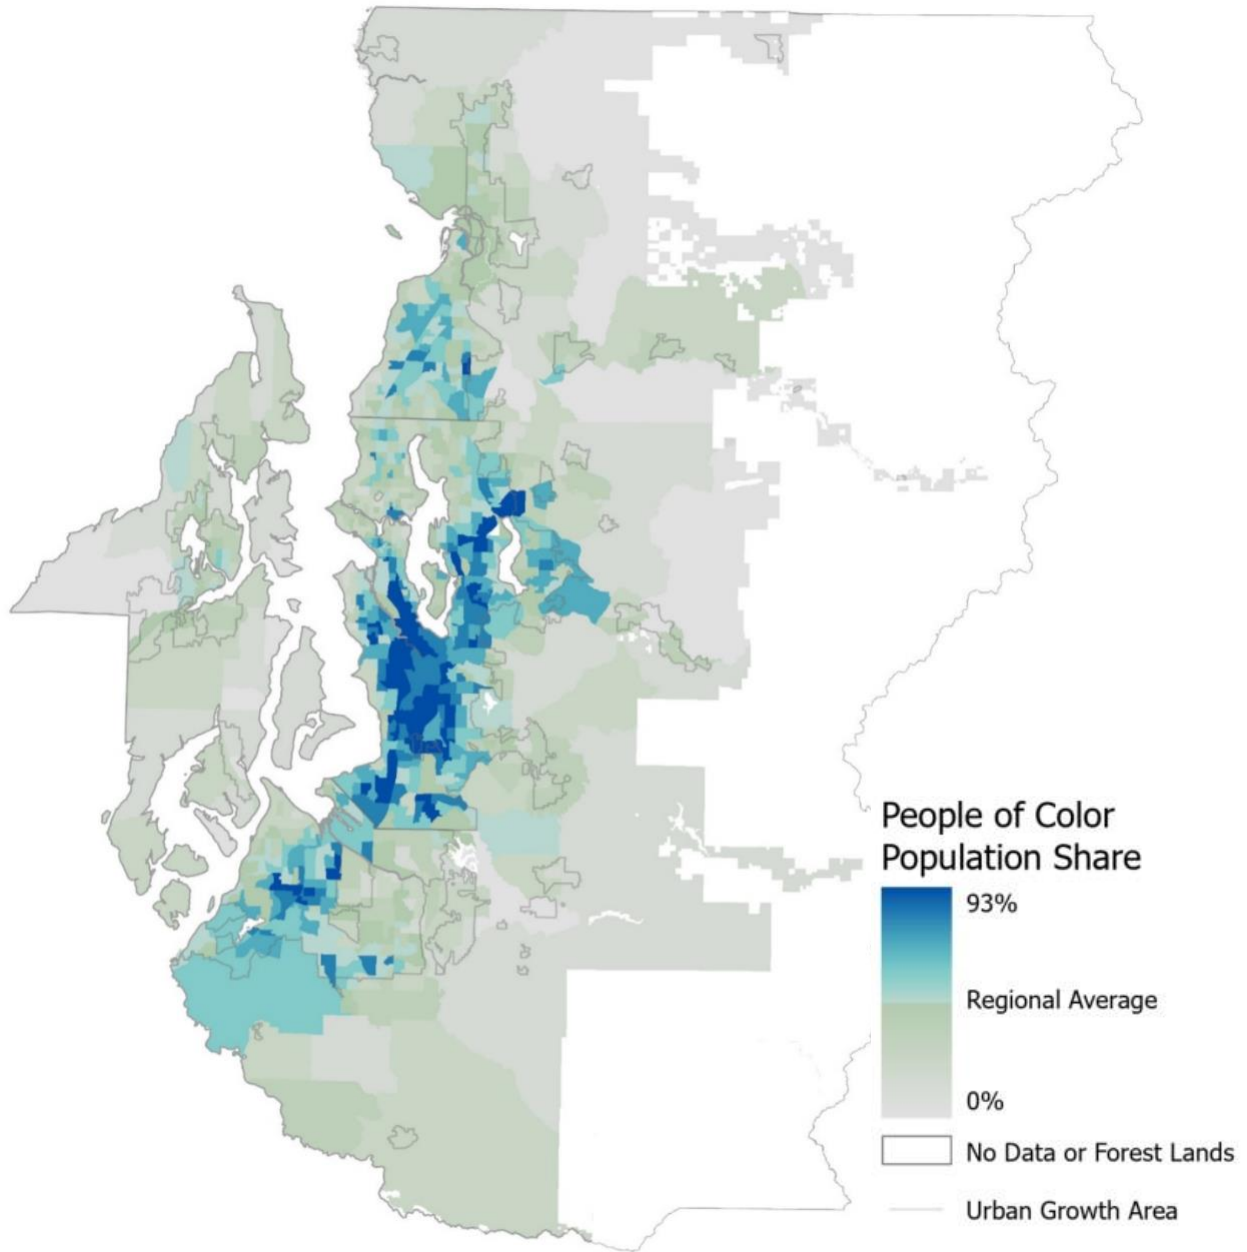 People of Color
Population Share
93%
Regional Average
0%
No Data or Forest Lands
Urban Growth Area